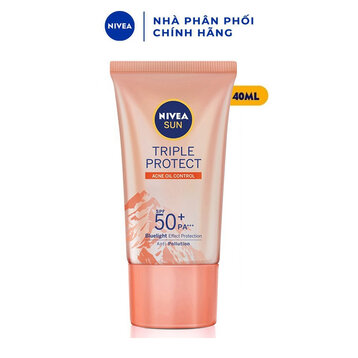 NIVEA
NHÀ PHÂN PHỐI
CHÍNH HÃNG
40ML
NIVEA
SUN
TRIPLE
PROTECT
ACNE OIL CONTROL
SPF
50+
PA+++
Bluelight Effect Protection
Anti-Pollution